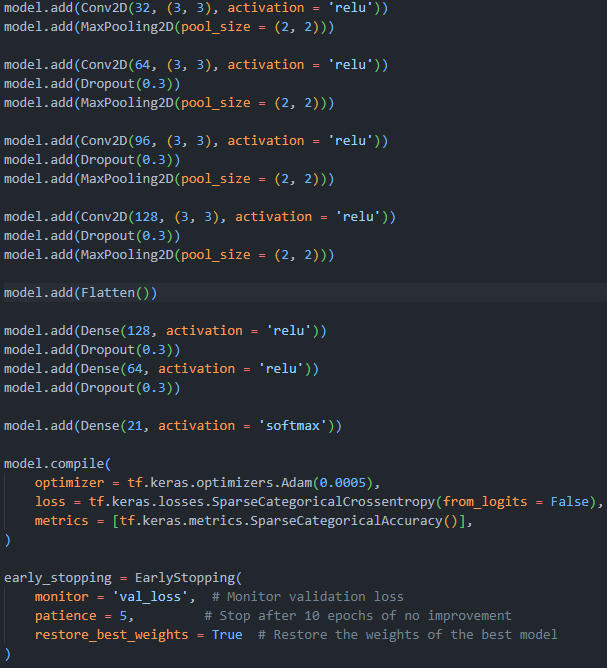 model.add(Conv2D(32, (3, 3), activation = 'relu'))
model.add(MaxPooling2D(pool_size = (2, 2)))

model.add(Conv2D(64, (3, 3), activation = 'relu'))
model.add(Dropout(0.3))
model.add(MaxPooling2D(pool_size = (2, 2)))

model.add(Conv2D(96, (3, 3), activation = 'relu'))
model.add(Dropout(0.3))
model.add(MaxPooling2D(pool_size = (2, 2)))

model.add(Conv2D(128, (3, 3), activation = 'relu'))
model.add(Dropout(0.3))
model.add(MaxPooling2D(pool_size = (2, 2)))

model.add(Flatten())

model.add(Dense(128, activation = 'relu'))
model.add(Dropout(0.3))
model.add(Dense(64, activation = 'relu'))
model.add(Dropout(0.3))

model.add(Dense(21, activation = 'softmax'))

model.compile(
    optimizer = tf.keras.optimizers.Adam(0.0005),
    loss = tf.keras.losses.SparseCategoricalCrossentropy(from_logits = False),
    metrics = [tf.keras.metrics.SparseCategoricalAccuracy()],
)

early_stopping = EarlyStopping(
    monitor = 'val_loss',  # Monitor validation loss
    patience = 5,         # Stop after 10 epochs of no improvement
    restore_best_weights = True  # Restore the weights of the best model
)